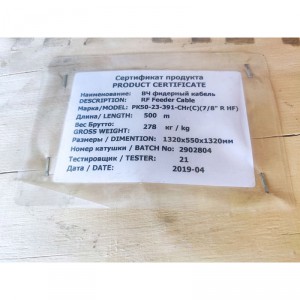 Сертификат продукта
PRODUCT CERTIFICATE
Наименование: ВЧ фидерный кабель
DESCRIPTION: RF Feeder Cable
Марка/MODEL: РК50-23-391-CHr(C)(7/8" R HF)
Длина/ LENGTH: 500 m
Вес Брутто:
GROSS WEIGHT: 278 кг / kg
Размеры / DIMENTION: 1320x550x1320мм
Номер катушки / BATCH No: 2902804
Тестировщик / TESTER: 21
Дата / DATE: 2019-04